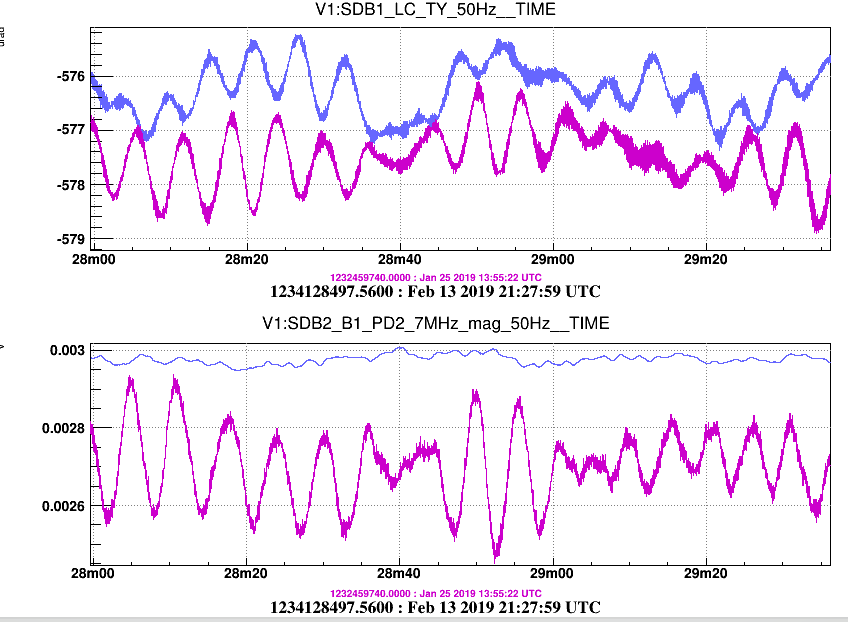 V1:SDB1_LC_TY_50Hz__TIME
urad
-576
-577
-578
-579
28m00 28m20 28m40 29m00 29m20
1232459740.0000 : Jan 25 2019 13:55:22 UTC
1234128497.5600 : Feb 13 2019 21:27:59 UTC
V1:SDB2_B1_PD2_7MHz_mag_50Hz__TIME
0.003
0.0028
0.0026
28m00 28m20 28m40 29m00 29m20
1232459740.0000 : Jan 25 2019 13:55:22 UTC
1234128497.5600 : Feb 13 2019 21:27:59 UTC